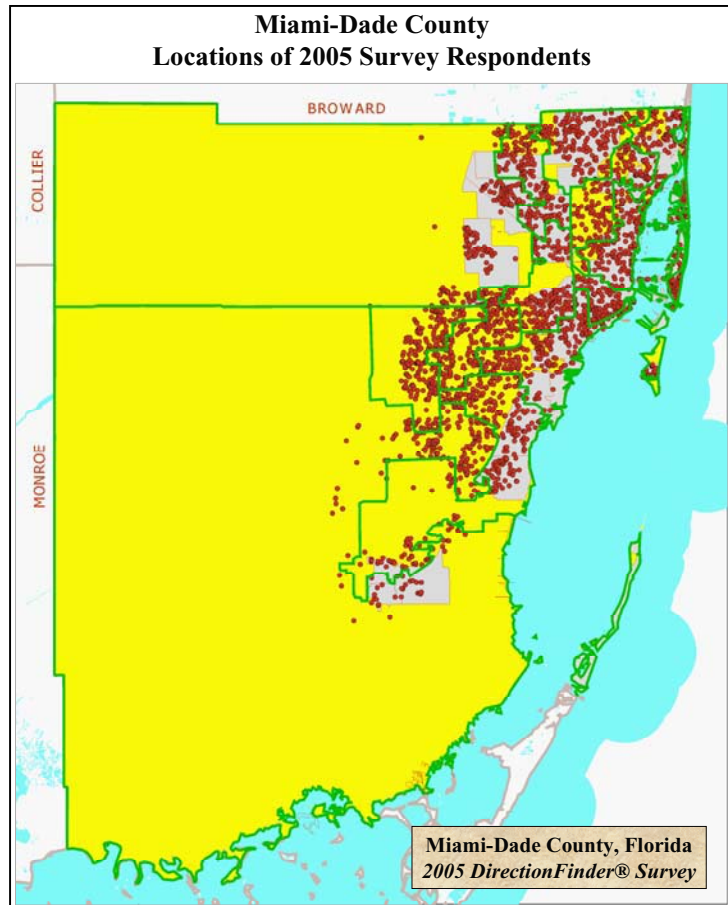 Miami-Dade County
Locations of 2005 Survey Respondents
BROWARD
COLLIER
MONROE
Miami-Dade County, Florida
2005 DirectionFinder® Survey